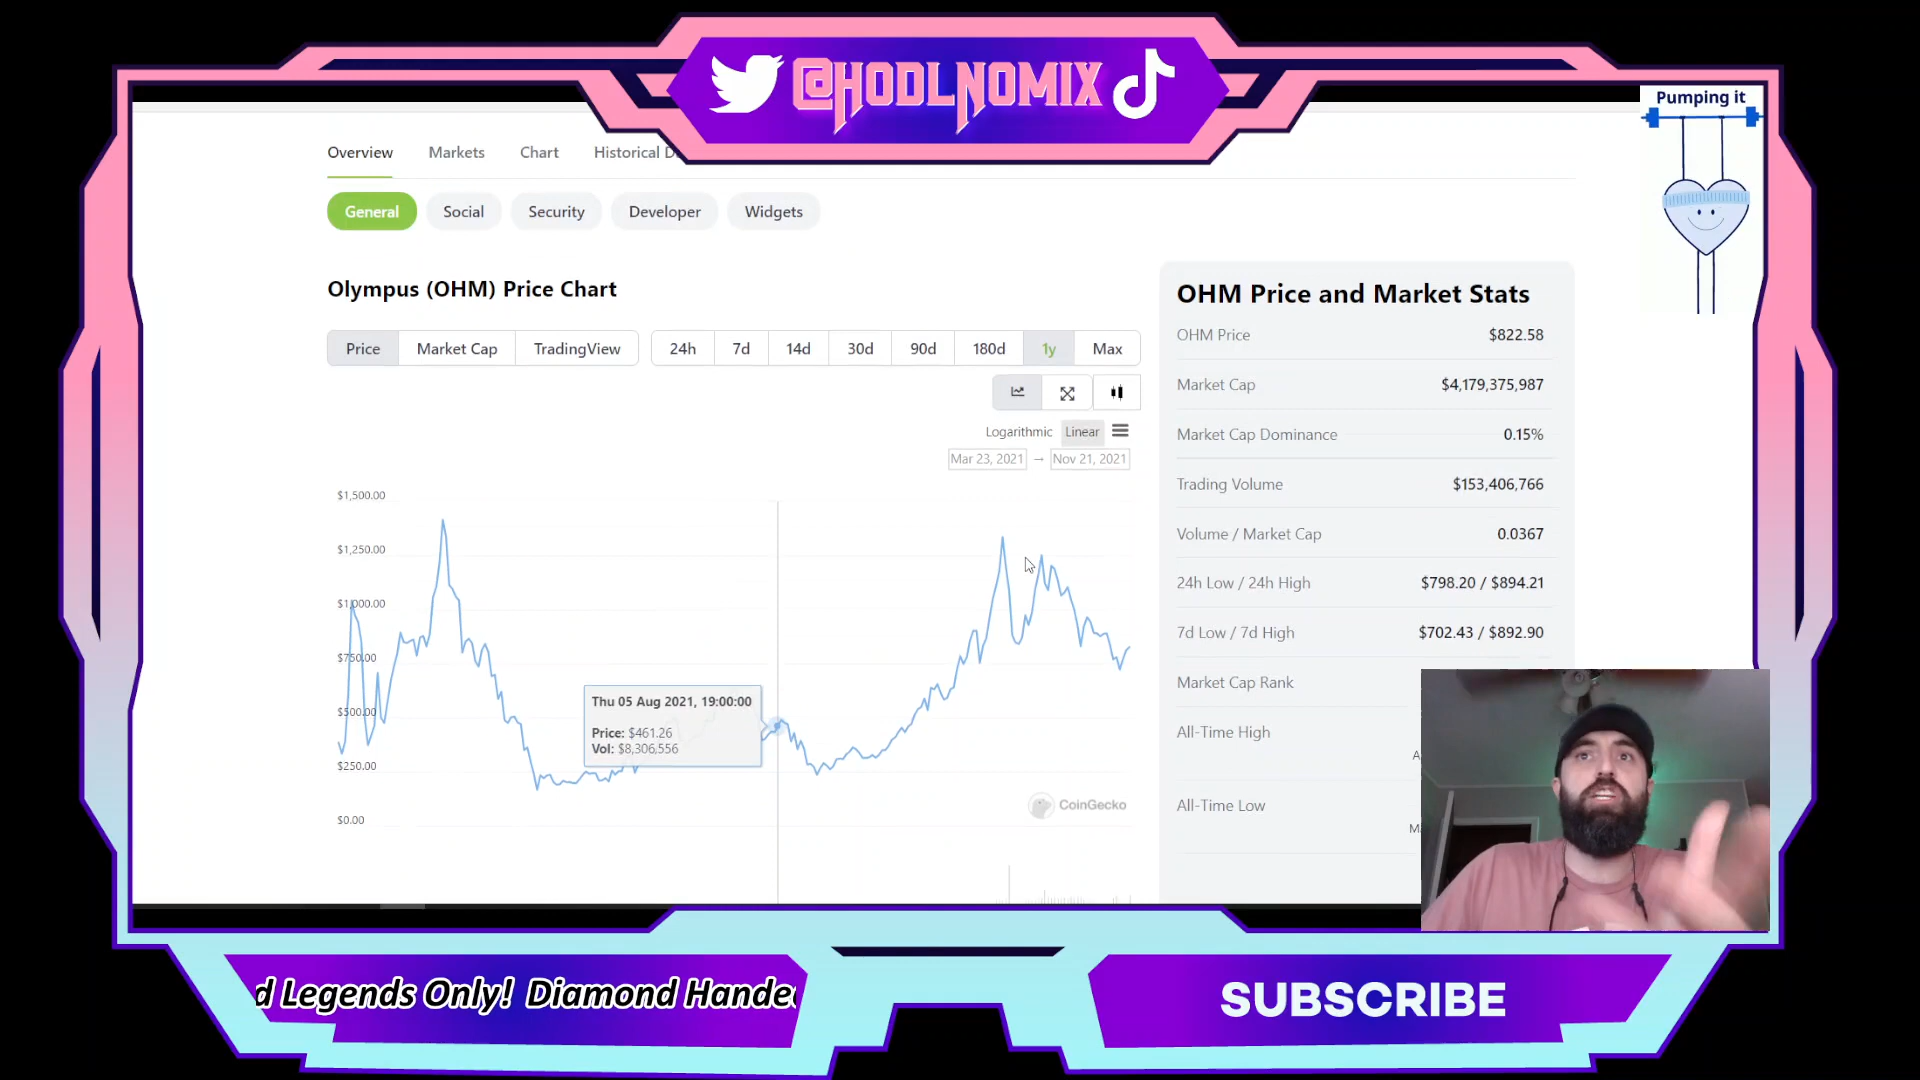 @HODLNOMIX
Pumping it
Overview Markets Chart Historical
General Social Security Developer Widgets
Olympus (OHM) Price Chart
Price Market Cap TradingView 24h 7d 14d 30d 90d 180d 1y Max
Logarithmic Linear
Mar 23, 2021 → Nov 21, 2021
$1,500.00
$1,250.00
$1,000.00
$750.00
$500.00
$250.00
$0.00
Thu 05 Aug 2021, 19:00:00
Price: $461.26
Vol: $8,306,556
CoinGecko
OHM Price and Market Stats
OHM Price $822.58
Market Cap $4,179,375,987
Market Cap Dominance 0.15%
Trading Volume $153,406,766
Volume / Market Cap 0.0367
24h Low / 24h High $798.20 / $894.21
7d Low / 7d High $702.43 / $892.90
Market Cap Rank
All-Time High
All-Time Low
d Legends Only! Diamond Hande
SUBSCRIBE